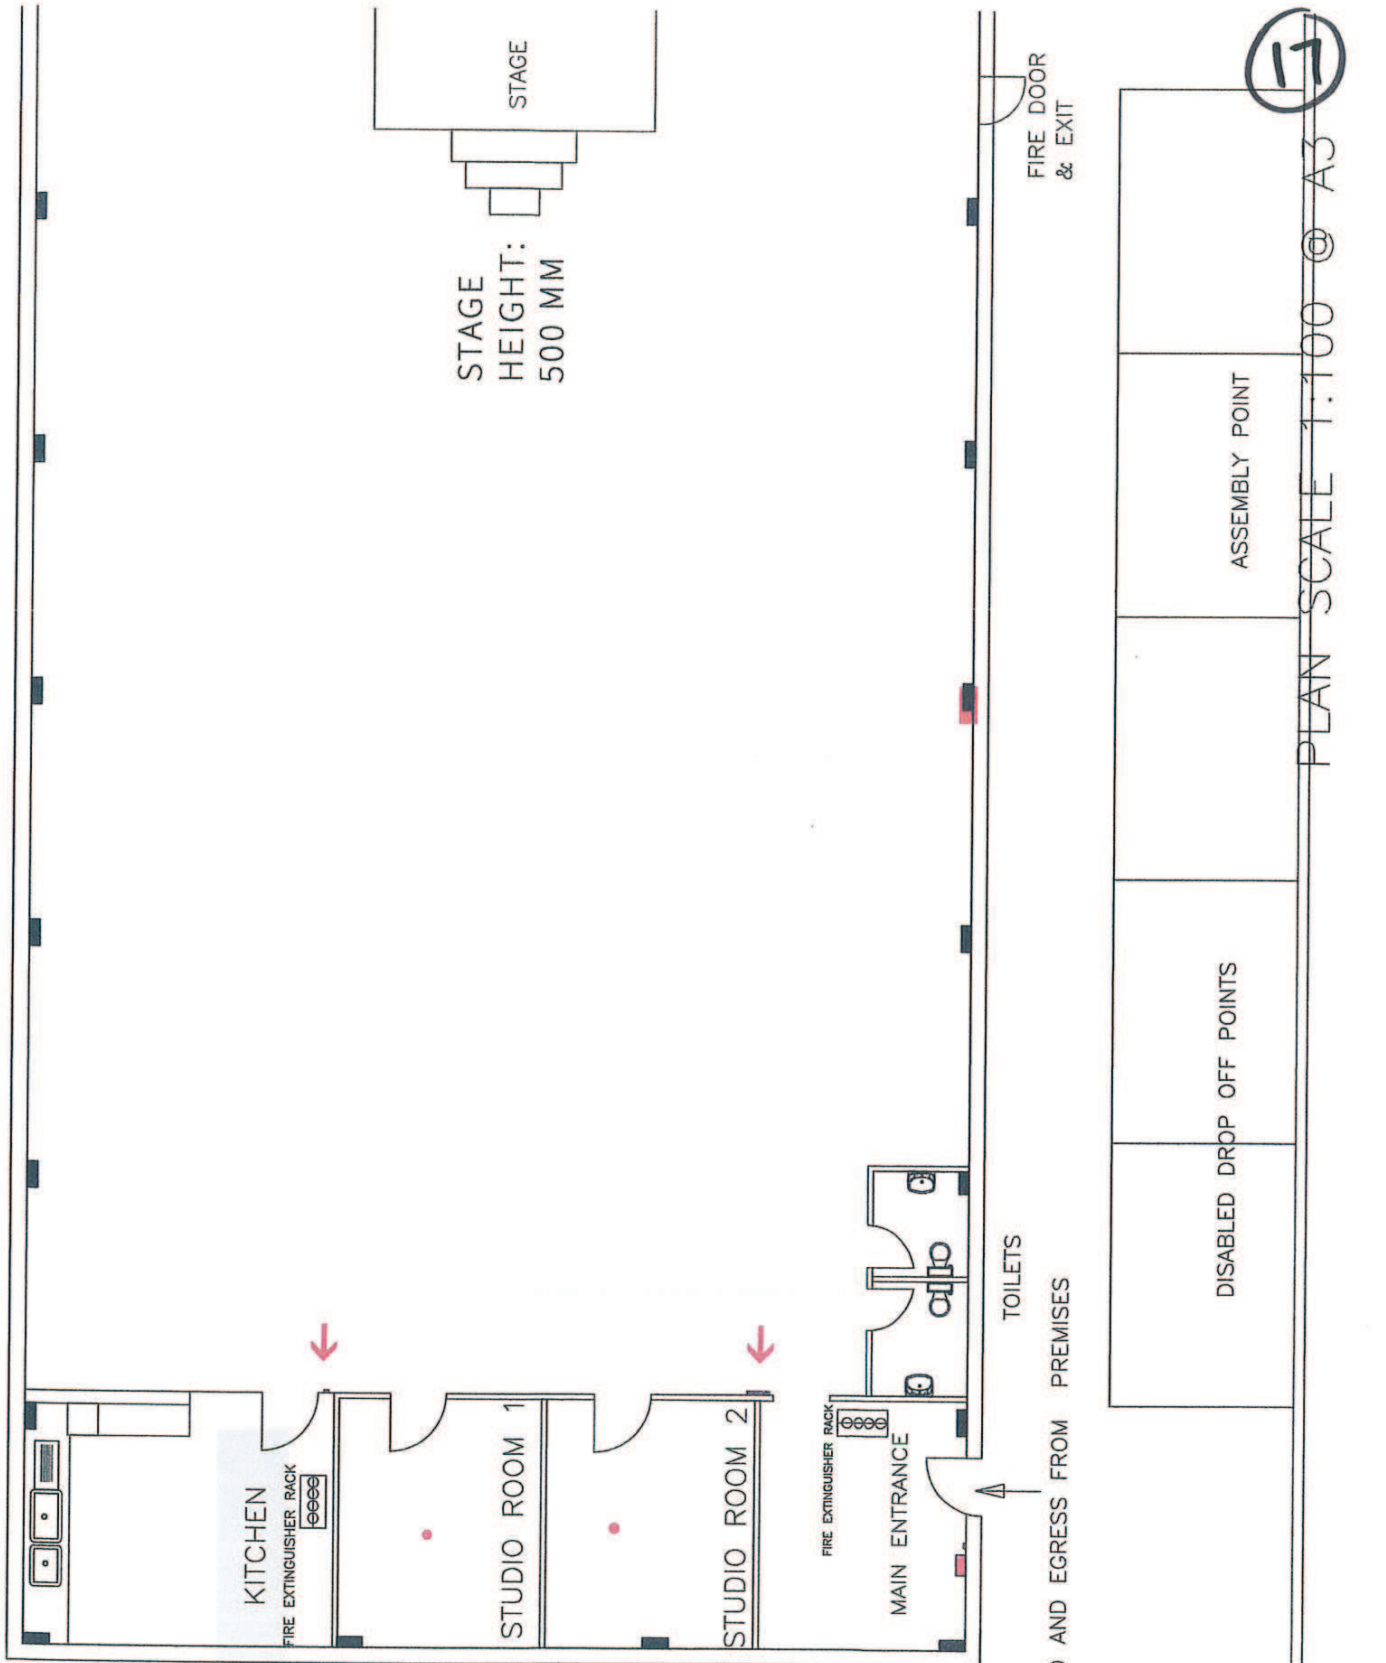 17
STAGE
STAGE
HEIGHT:
500 MM
FIRE DOOR
& EXIT
PLAN SCALE 1:100 @ A3
ASSEMBLY POINT
DISABLED DROP OFF POINTS
TOILETS
AND EGRESS FROM PREMISES
KITCHEN
FIRE EXTINGUISHER RACK
STUDIO ROOM 1
STUDIO ROOM 2
FIRE EXTINGUISHER RACK
MAIN ENTRANCE